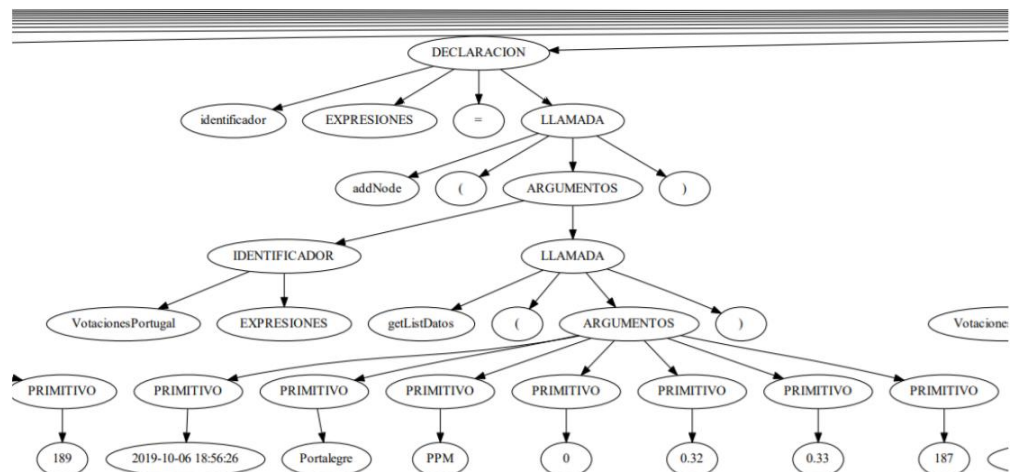 DECLARACION
identificador EXPRESIONES = LLAMADA
addNode ( ARGUMENTOS )
IDENTIFICADOR LLAMADA
VotacionesPortugal EXPRESIONES getListDatos ( ARGUMENTOS ) Votaciones
PRIMITIVO PRIMITIVO PRIMITIVO PRIMITIVO PRIMITIVO PRIMITIVO PRIMITIVO PRIMITIVO
189 2019-10-06 18:56:26 Portalegre PPM 0 0.32 0.33 187